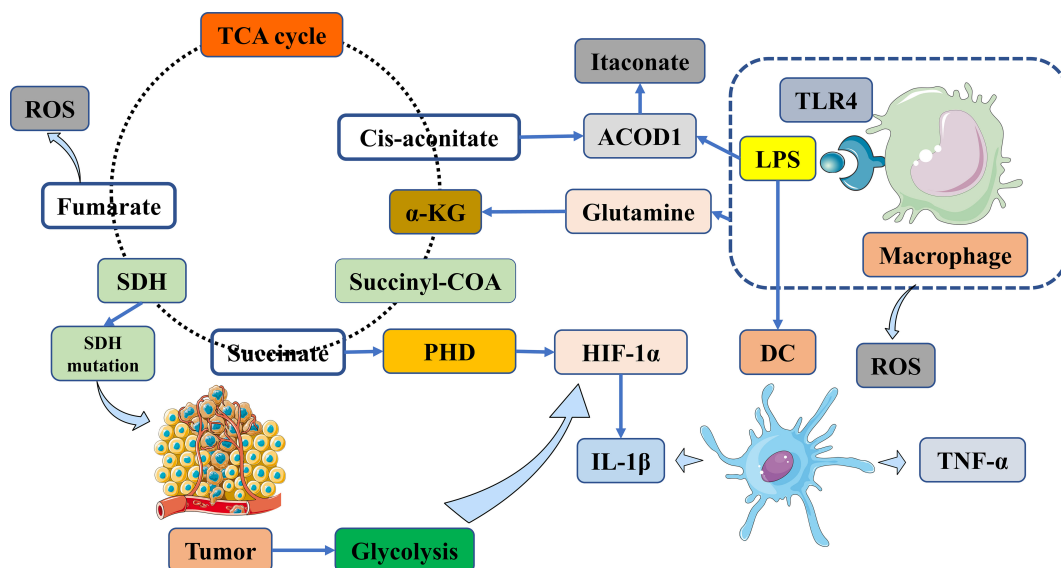 TCA cycle
Itaconate
TLR4
ROS
Cis-aconitate
ACOD1
LPS
Fumarate
α-KG
Glutamine
Macrophage
SDH
Succinyl-COA
SDH
mutation
Succinate
PHD
HIF-1α
DC
ROS
IL-1β
TNF-α
Tumor
Glycolysis